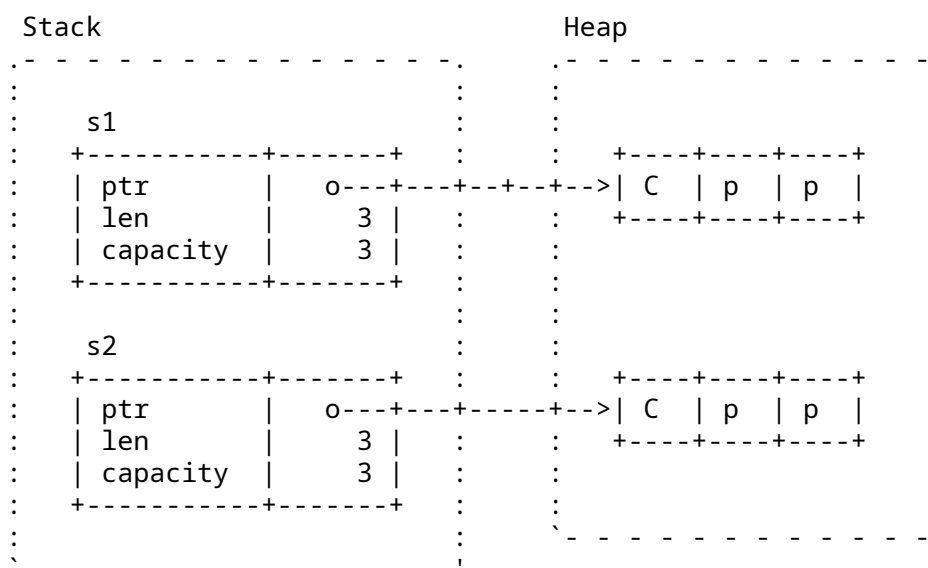 Stack Heap
s1
ptr o C p p
len 3
capacity 3
s2
ptr o C p p
len 3
capacity 3